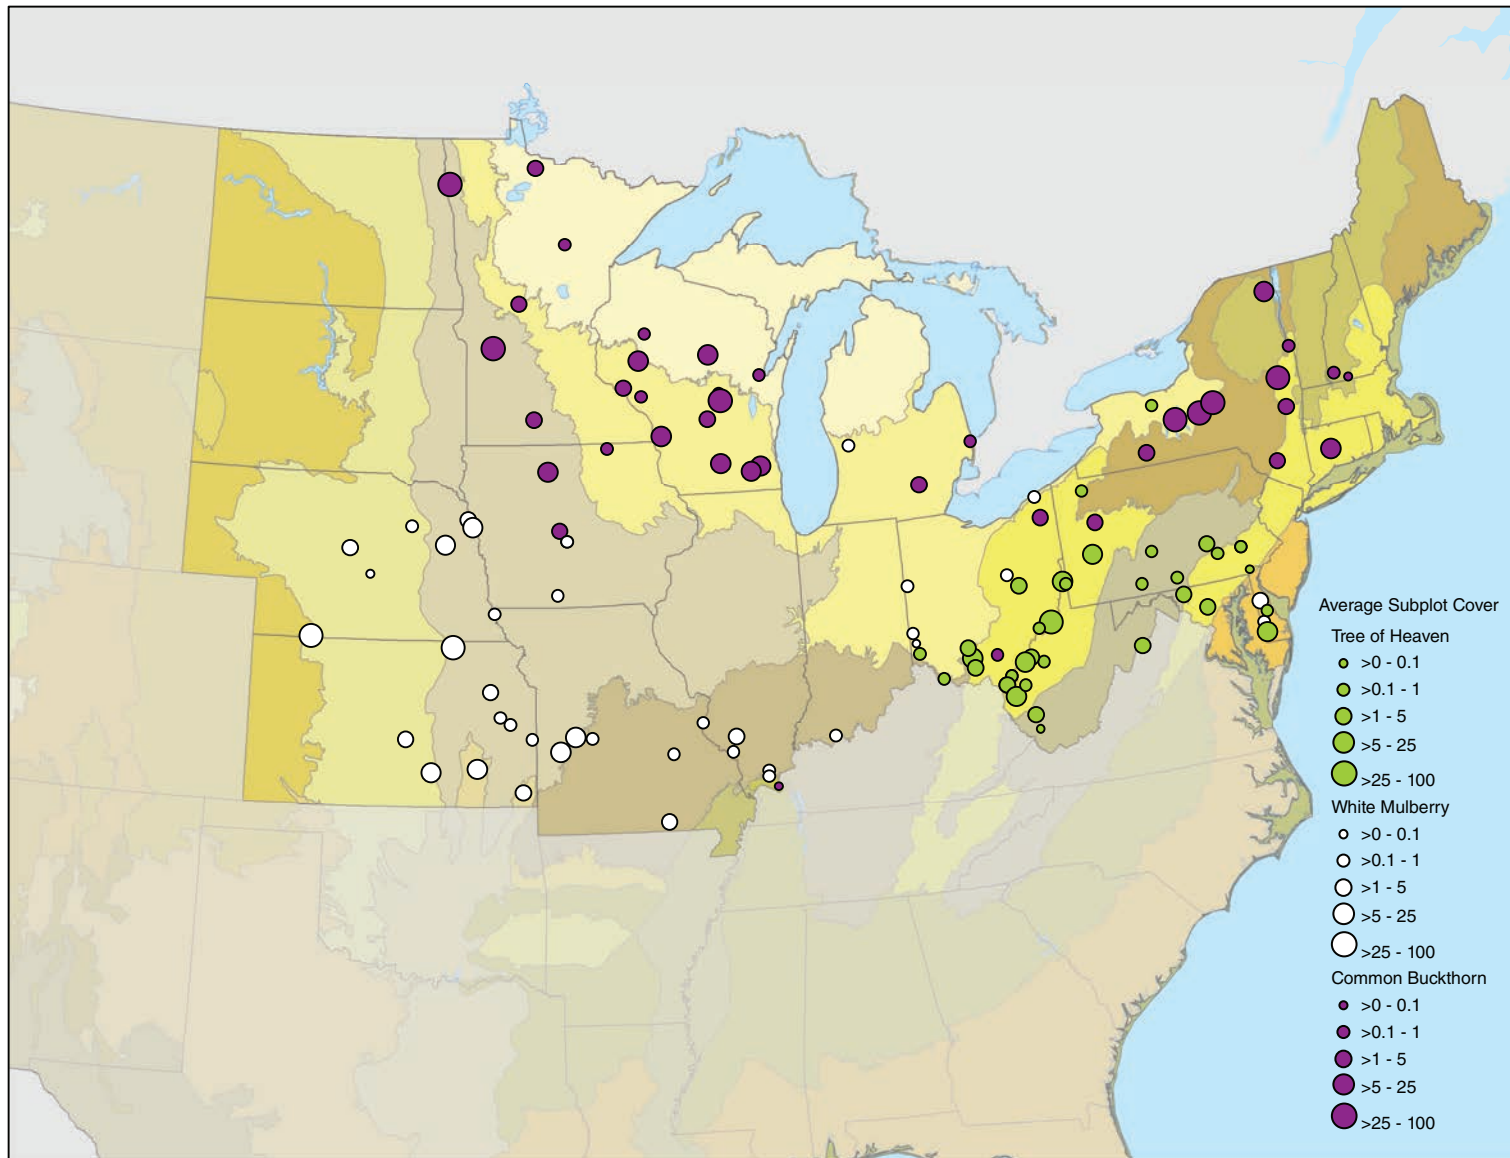 Average Subplot Cover
Tree of Heaven
>0 - 0.1
>0.1 - 1
>1 - 5
>5 - 25
>25 - 100
White Mulberry
>0 - 0.1
>0.1 - 1
>1 - 5
>5 - 25
>25 - 100
Common Buckthorn
>0 - 0.1
>0.1 - 1
>1 - 5
>5 - 25
>25 - 100